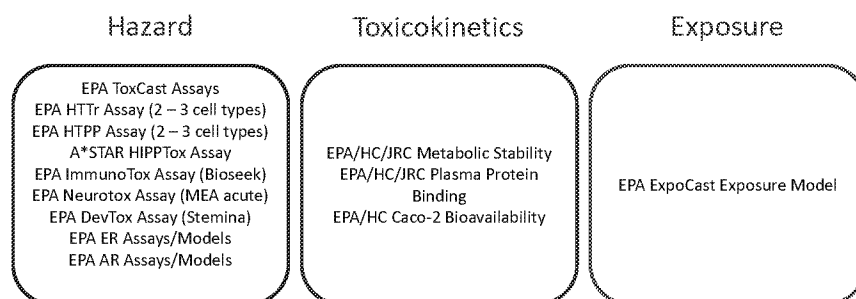 Hazard
EPA ToxCast Assays
EPA HTTr Assay (2 – 3 cell types)
EPA HTPP Assay (2 – 3 cell types)
A*STAR HIPPTox Assay
EPA ImmunoTox Assay (Bioseek)
EPA Neurotox Assay (MEA acute)
EPA DevTox Assay (Stemina)
EPA ER Assays/Models
EPA AR Assays/Models
Toxicokinetics
EPA/HC/JRC Metabolic Stability
EPA/HC/JRC Plasma Protein
Binding
EPA/HC Caco-2 Bioavailability
Exposure
EPA ExpoCast Exposure Model